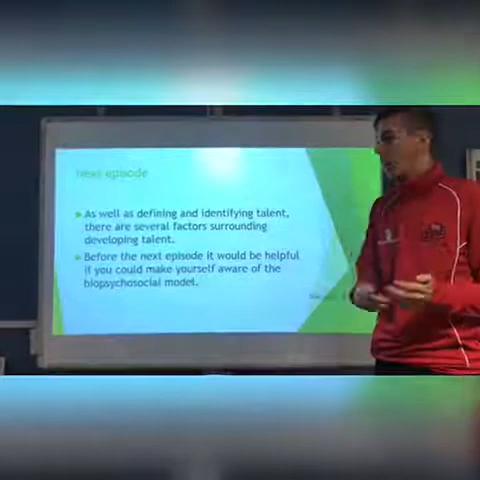 next episode
As well as defining and identifying talent,
there are several factors surrounding
developing talent.
Before the next episode it would be helpful
if you could make yourself aware of the
biopsychosocial model.